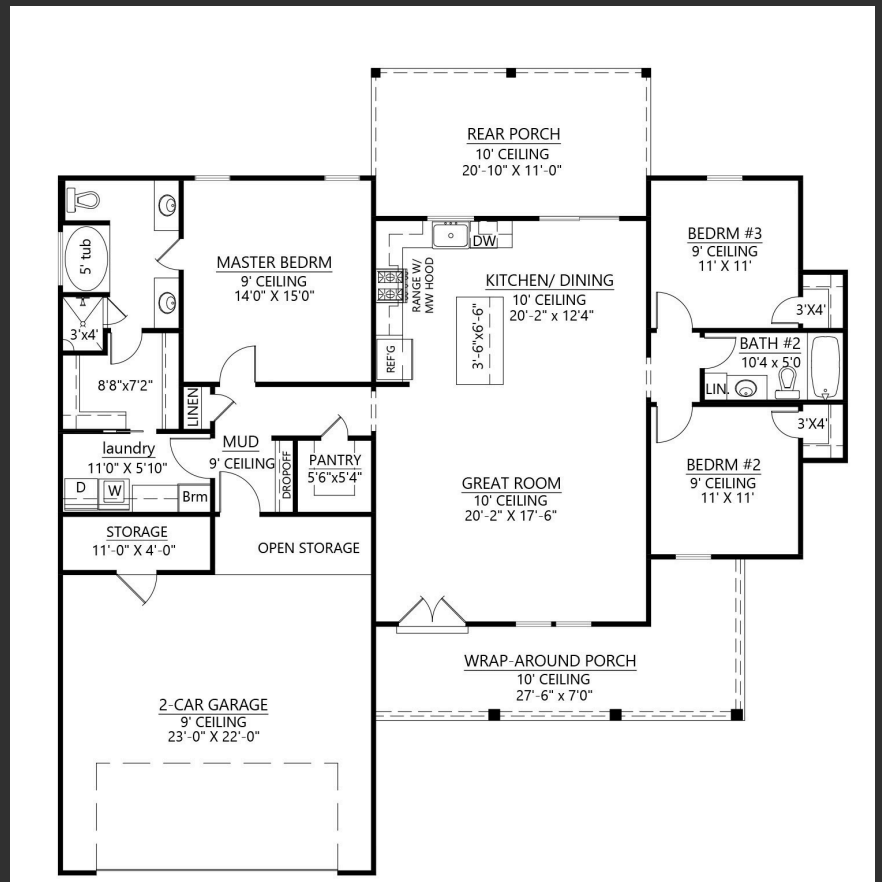 REAR PORCH
10' CEILING
20'-10" X 11'-0"
5' tub
MASTER BEDRM
9' CEILING
14'0" X 15'0"
DW
RANGE W/
MW HOOD
KITCHEN/ DINING
10' CEILING
20'-2" x 12'4"
3'-6"x6'-6"
REF'G
BEDRM #3
9' CEILING
11' X 11'
3'X4'
BATH #2
10'4 x 5'0
LIN.
3'x4'
8'8"x7'2"
LINEN
3'X4'
BEDRM #2
9' CEILING
11' X 11'
laundry
11'0" X 5'10"
D
W
Brm
MUD
9' CEILING
DROPOFF
PANTRY
5'6"x5'4"
GREAT ROOM
10' CEILING
20'-2" X 17'-6"
STORAGE
11'-0" X 4'-0"
OPEN STORAGE
WRAP-AROUND PORCH
10' CEILING
27'-6" x 7'0"
2-CAR GARAGE
9' CEILING
23'-0" X 22'-0"